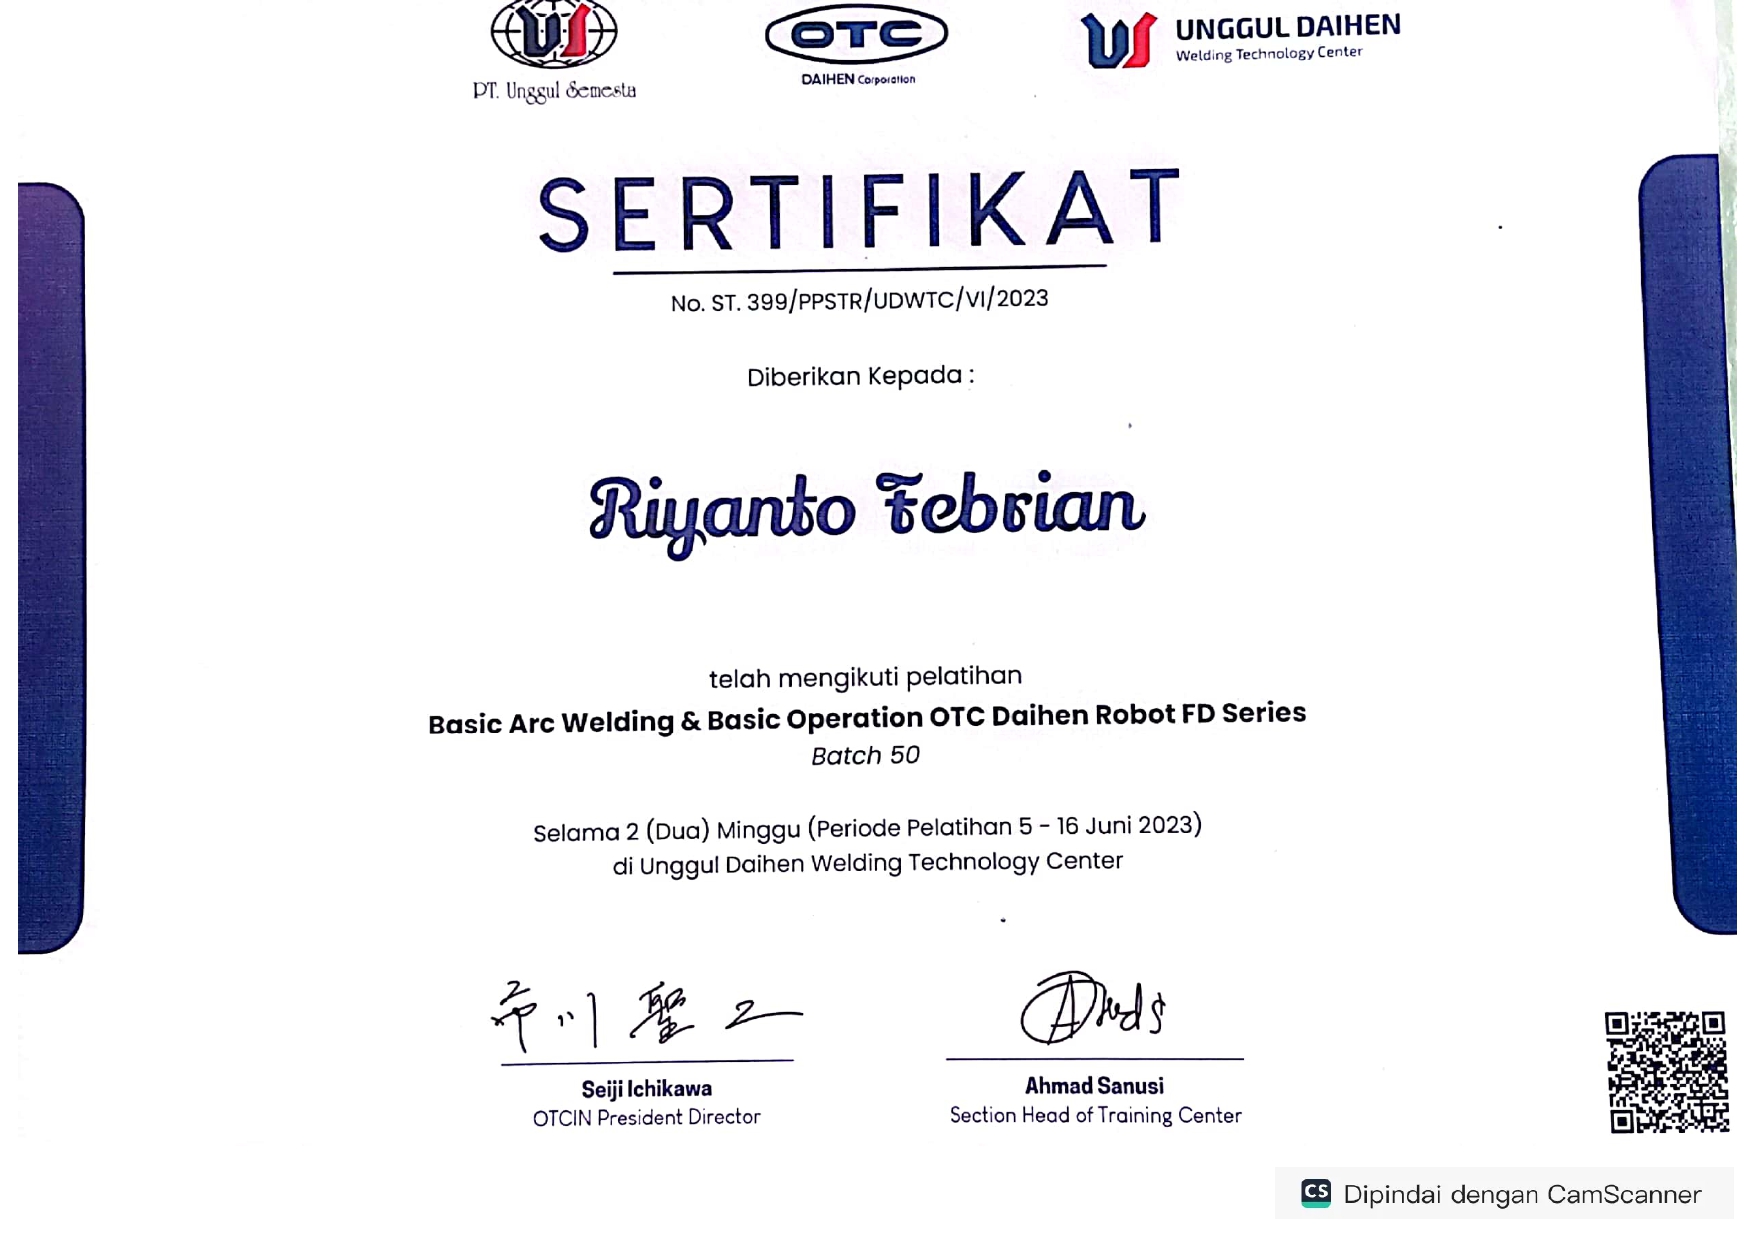 PT. Unggul Semesta
OTC
DAIHEN Corporation
UNGGUL DAIHEN
Welding Technology Center
SERTIFIKAT
No. ST. 399/PPSTR/UDWTC/VI/2023
Diberikan Kepada :
Riyanto Febrian
telah mengikuti pelatihan
Basic Arc Welding & Basic Operation OTC Daihen Robot FD Series
Batch 50
Selama 2 (Dua) Minggu (Periode Pelatihan 5 - 16 Juni 2023)
di Unggul Daihen Welding Technology Center
Seiji Ichikawa
OTCIN President Director
Ahmad Sanusi
Section Head of Training Center
CS Dipindai dengan CamScanner